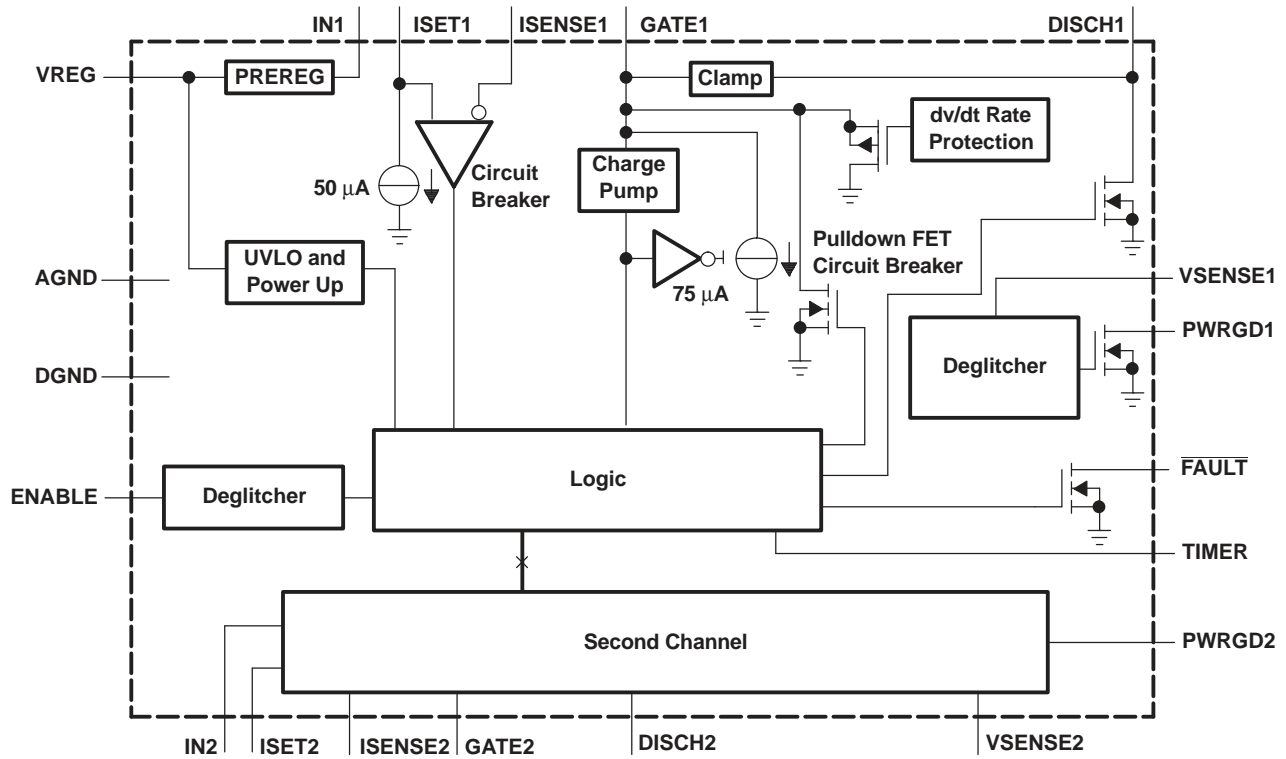 IN1
ISET1
ISENSE1
GATE1
DISCH1
VREG
PREREG
Clamp
dv/dt Rate
Protection
50 μA
Circuit
Breaker
Charge
Pump
UVLO and
Power Up
75 μA
Pulldown FET
Circuit Breaker
AGND
VSENSE1
PWRGD1
Deglitcher
DGND
Logic
FAULT
ENABLE
Deglitcher
TIMER
Second Channel
PWRGD2
IN2
ISET2
ISENSE2
GATE2
DISCH2
VSENSE2